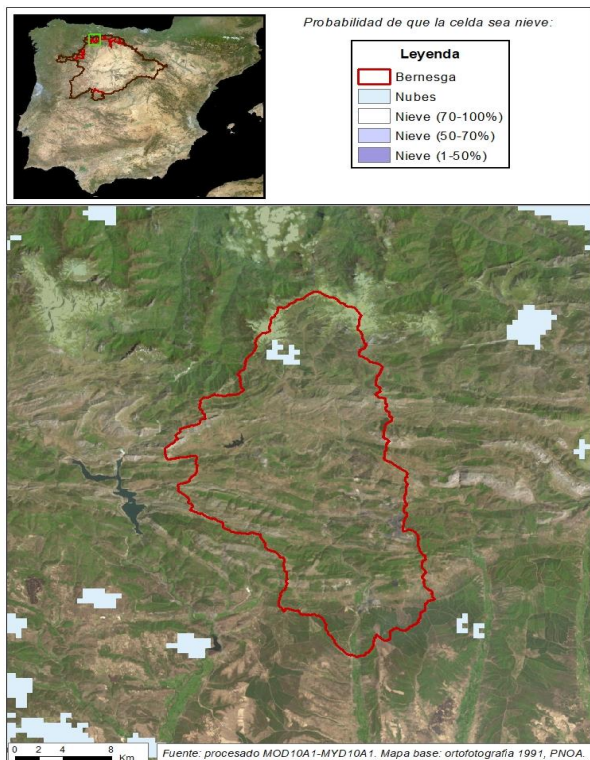 Probabilidad de que la celda sea nieve:
Leyenda
Bernesga
Nubes
Nieve (70-100%)
Nieve (50-70%)
Nieve (1-50%)
0 2 4 8
Km
Fuente: procesado MOD10A1-MYD10A1. Mapa base: ortofotografía 1991, PNOA.